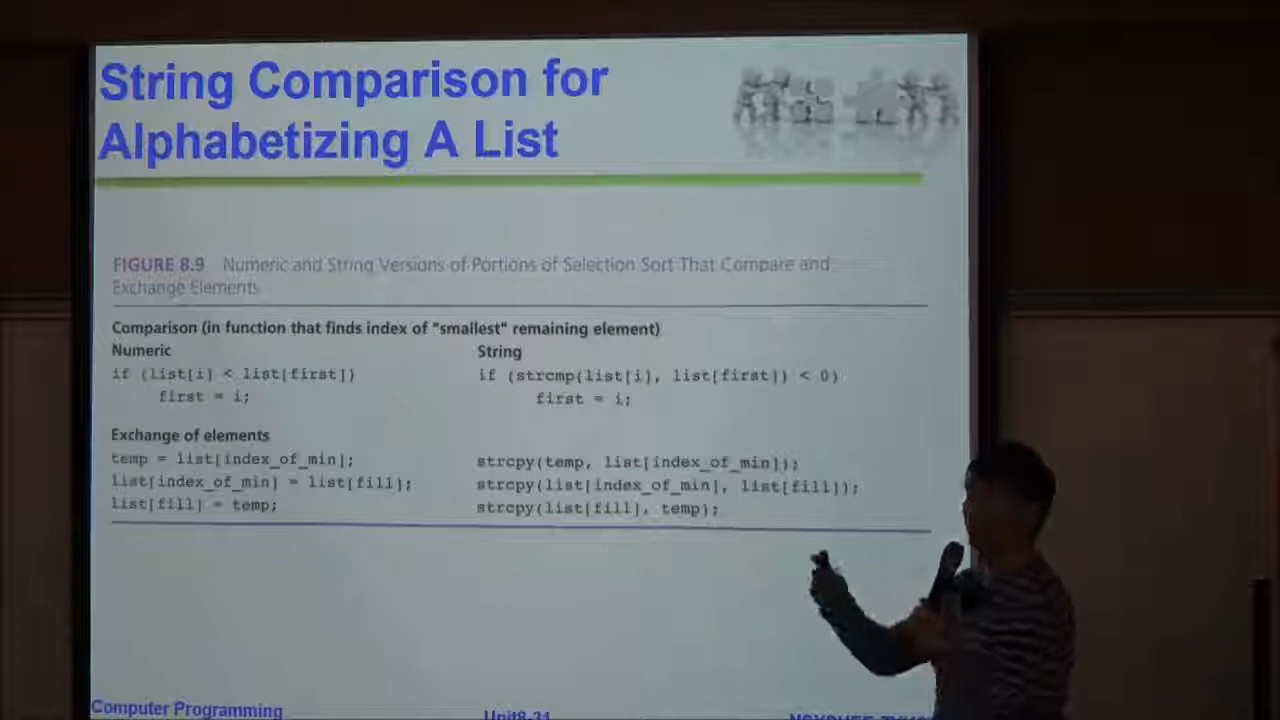 String Comparison for
Alphabetizing A List
FIGURE 8.9 Numeric and String Versions of Portions of Selection Sort That Compare and
Exchange Elements
Comparison (in function that finds index of "smallest" remaining element)
Numeric
String
if (list[i] < list[first])
first = i;
if (strcmp(list[i], list[first]) < 0)
first = i;
Exchange of elements
temp = list[index_of_min];
list[index_of_min] = list[fill];
list[fill] = temp;
strcpy(temp, list[index_of_min]);
strcpy(list[index_of_min], list[fill]);
strcpy(list[fill], temp);
Computer Programming
Unit8-31